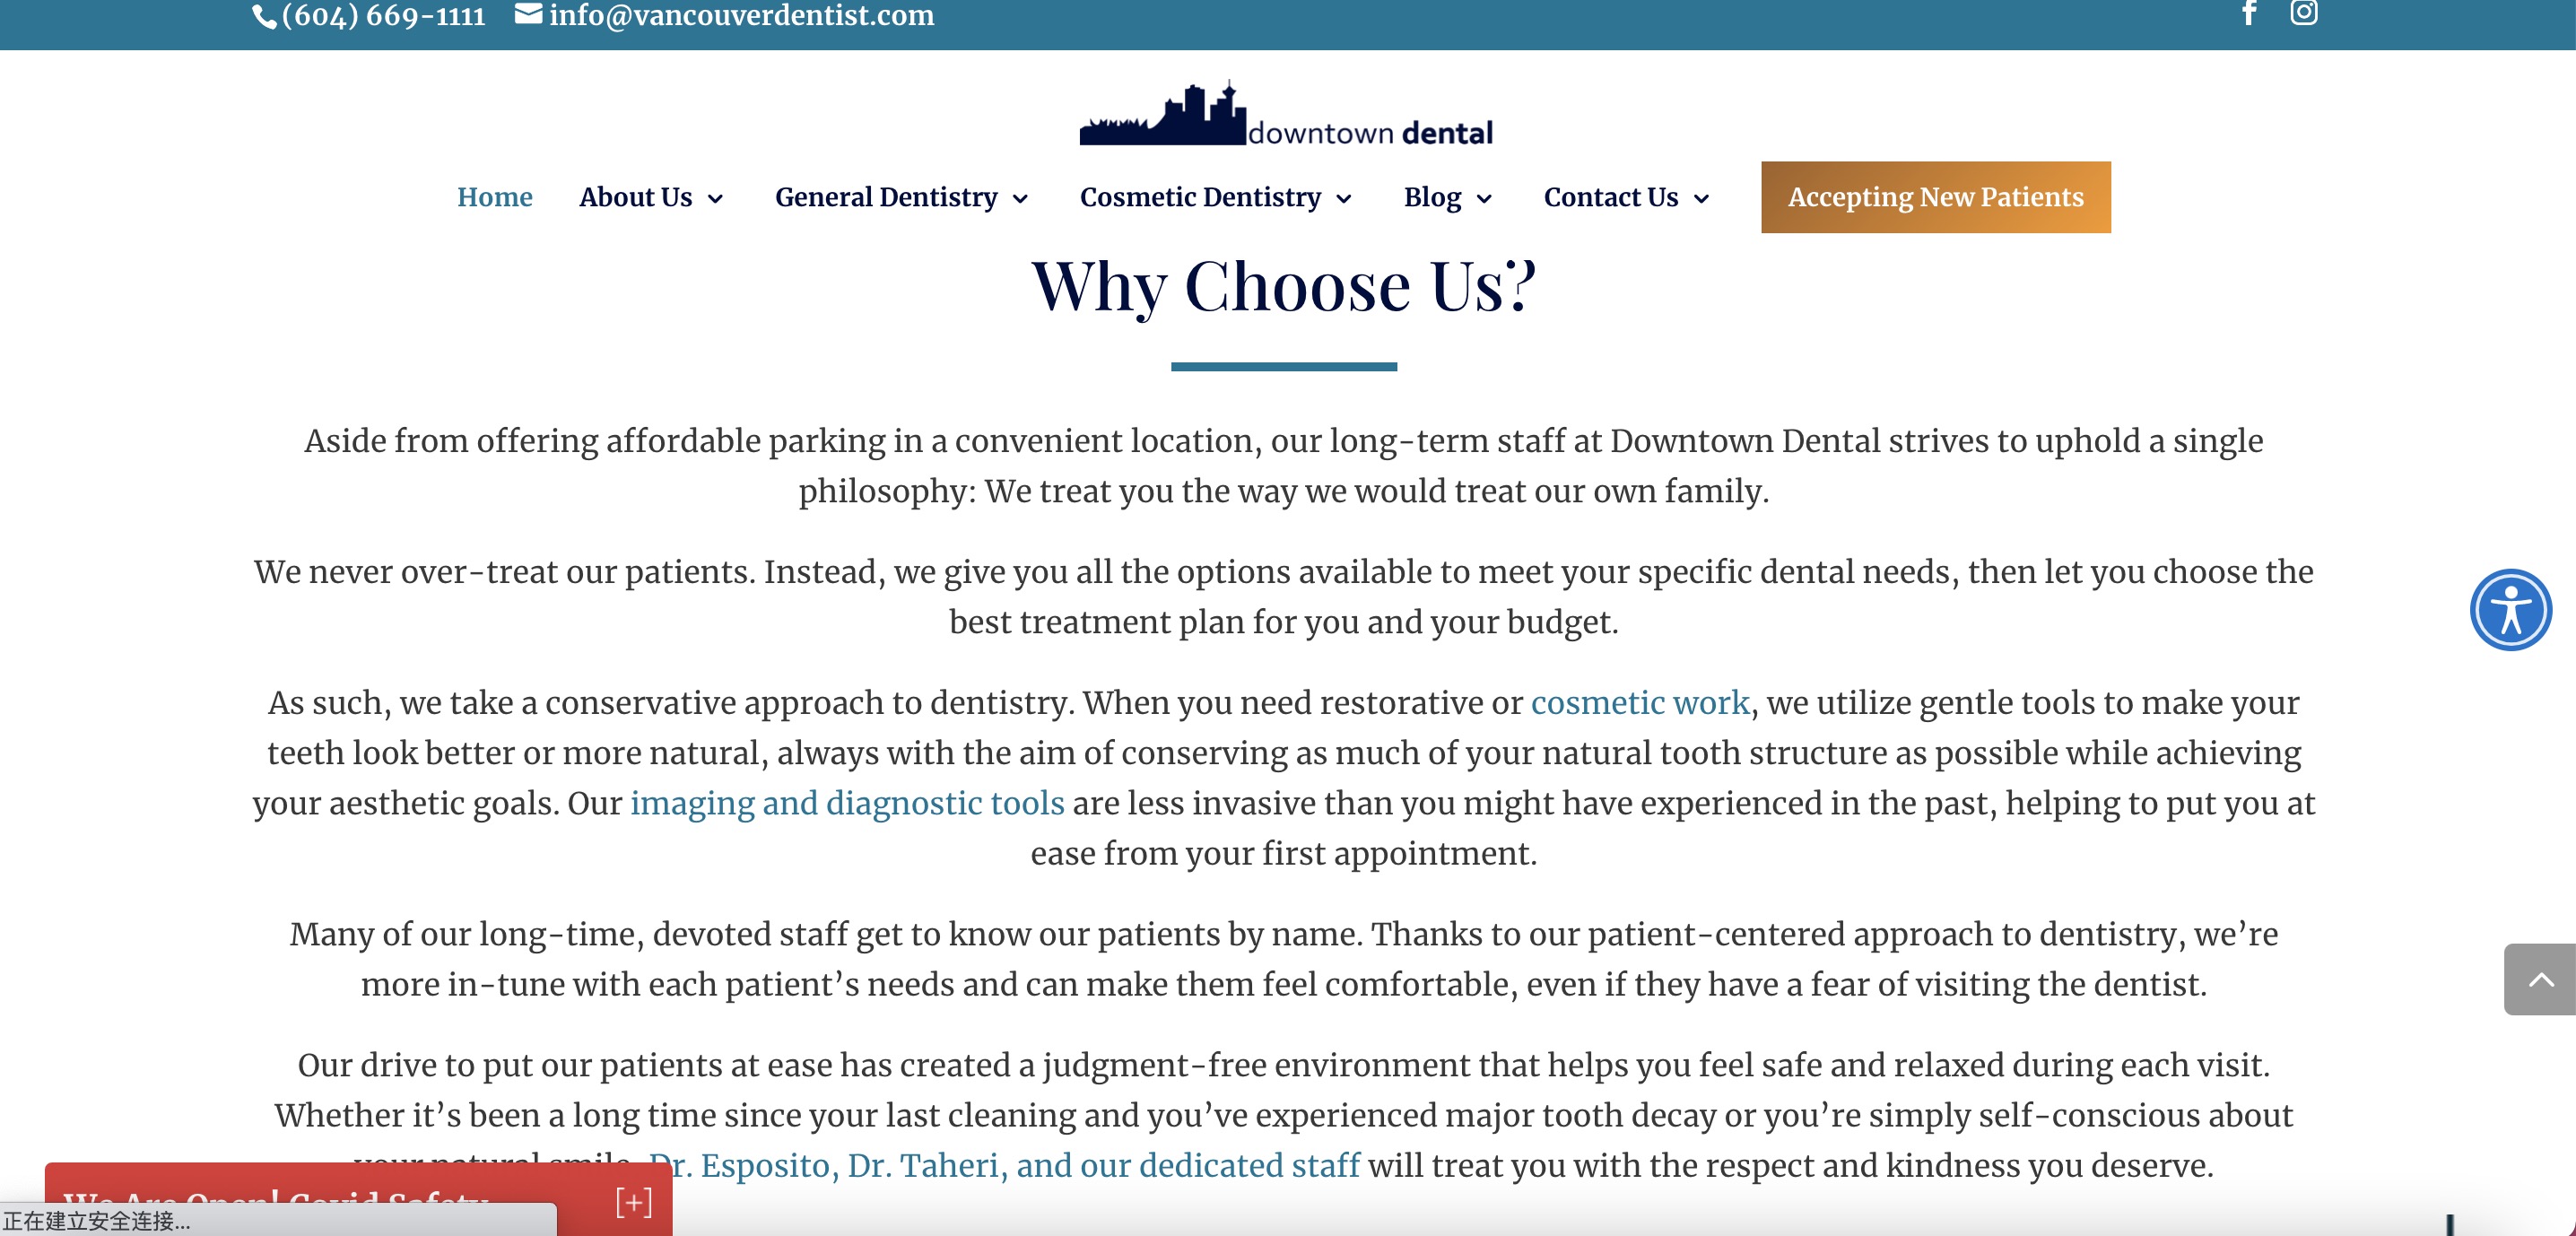 (604) 669-1111 info@vancouverdentist.com
downtown dental
Home About Us General Dentistry Cosmetic Dentistry Blog Contact Us Accepting New Patients
Why Choose Us?
Aside from offering affordable parking in a convenient location, our long-term staff at Downtown Dental strives to uphold a single
philosophy: We treat you the way we would treat our own family.
We never over-treat our patients. Instead, we give you all the options available to meet your specific dental needs, then let you choose the
best treatment plan for you and your budget.
As such, we take a conservative approach to dentistry. When you need restorative or cosmetic work, we utilize gentle tools to make your
teeth look better or more natural, always with the aim of conserving as much of your natural tooth structure as possible while achieving
your aesthetic goals. Our imaging and diagnostic tools are less invasive than you might have experienced in the past, helping to put you at
ease from your first appointment.
Many of our long-time, devoted staff get to know our patients by name. Thanks to our patient-centered approach to dentistry, we’re
more in-tune with each patient’s needs and can make them feel comfortable, even if they have a fear of visiting the dentist.
Our drive to put our patients at ease has created a judgment-free environment that helps you feel safe and relaxed during each visit.
Whether it’s been a long time since your last cleaning and you’ve experienced major tooth decay or you’re simply self-conscious about
your natural smile, Dr. Esposito, Dr. Taheri, and our dedicated staff will treat you with the respect and kindness you deserve.
We Are Open! Covid Safety [+]
正在建立安全连接...